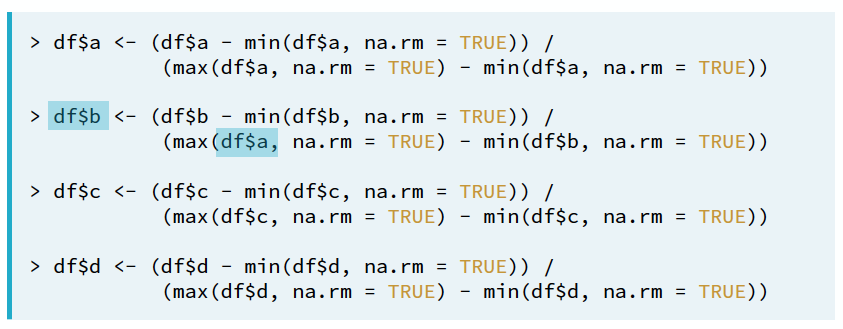 > df$a <- (df$a - min(df$a, na.rm = TRUE)) /
(max(df$a, na.rm = TRUE) - min(df$a, na.rm = TRUE))
> df$b <- (df$b - min(df$b, na.rm = TRUE)) /
(max(df$a, na.rm = TRUE) - min(df$b, na.rm = TRUE))
> df$c <- (df$c - min(df$c, na.rm = TRUE)) /
(max(df$c, na.rm = TRUE) - min(df$c, na.rm = TRUE))
> df$d <- (df$d - min(df$d, na.rm = TRUE)) /
(max(df$d, na.rm = TRUE) - min(df$d, na.rm = TRUE))